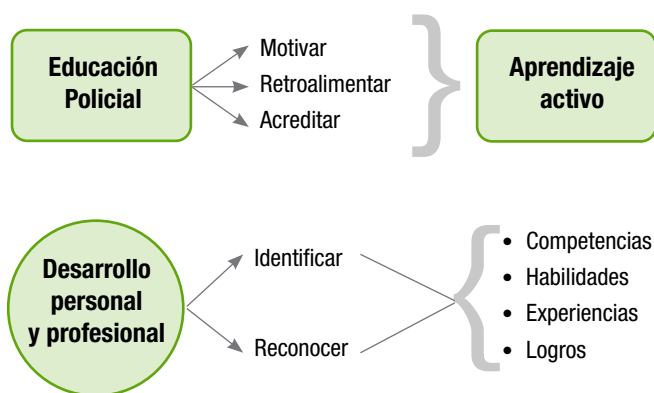 Educación
Policial
Motivar
Retroalimentar
Acreditar
Aprendizaje
activo
Desarrollo
personal
y profesional
Identificar
Reconocer
• Competencias
• Habilidades
• Experiencias
• Logros